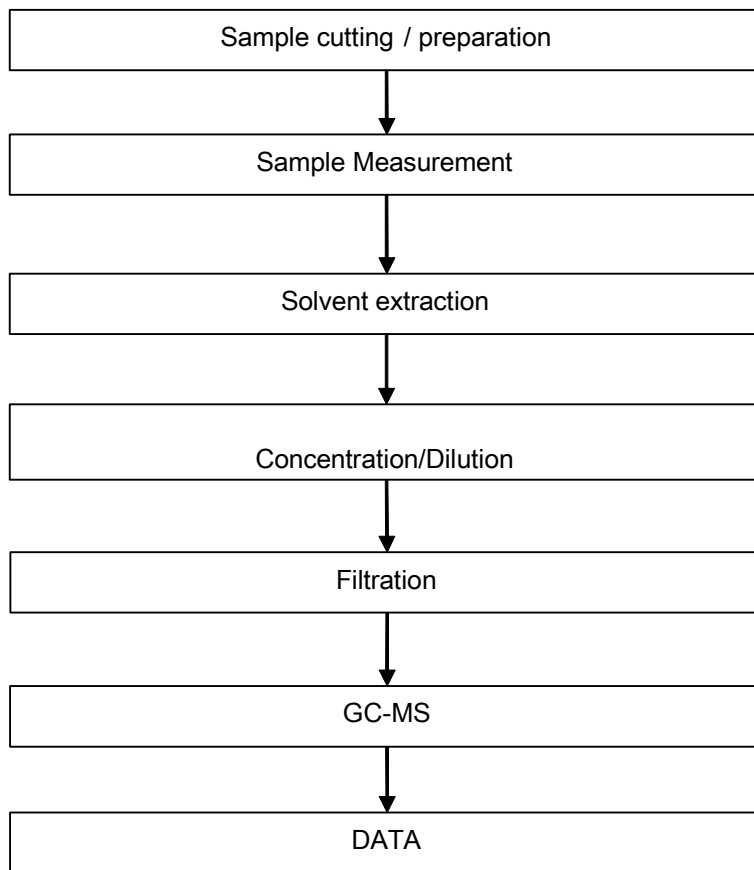 Sample cutting / preparation
Sample Measurement
Solvent extraction
Concentration/Dilution
Filtration
GC-MS
DATA